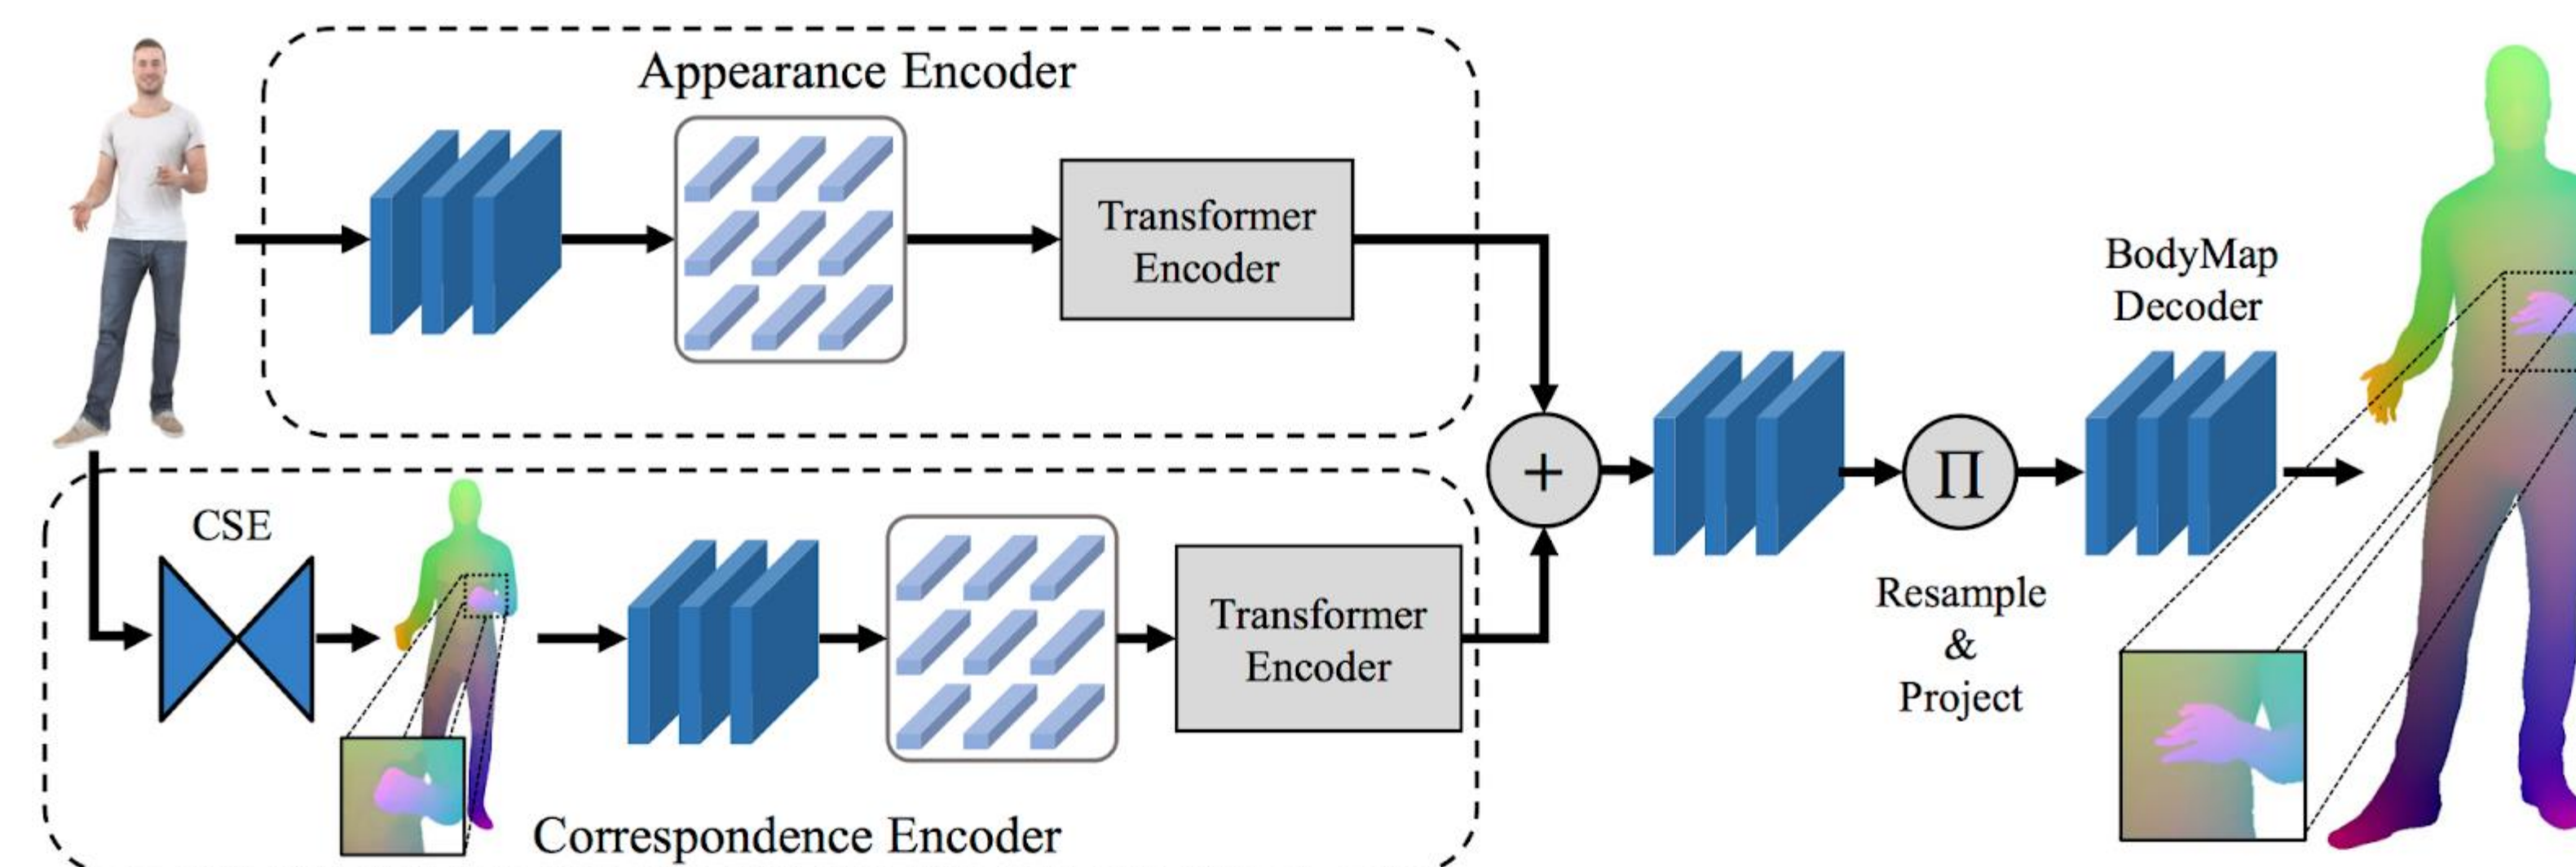 Appearance Encoder
Transformer
Encoder
CSE
Transformer
Encoder
Correspondence Encoder
+
Π
Resample
&
Project
BodyMap
Decoder